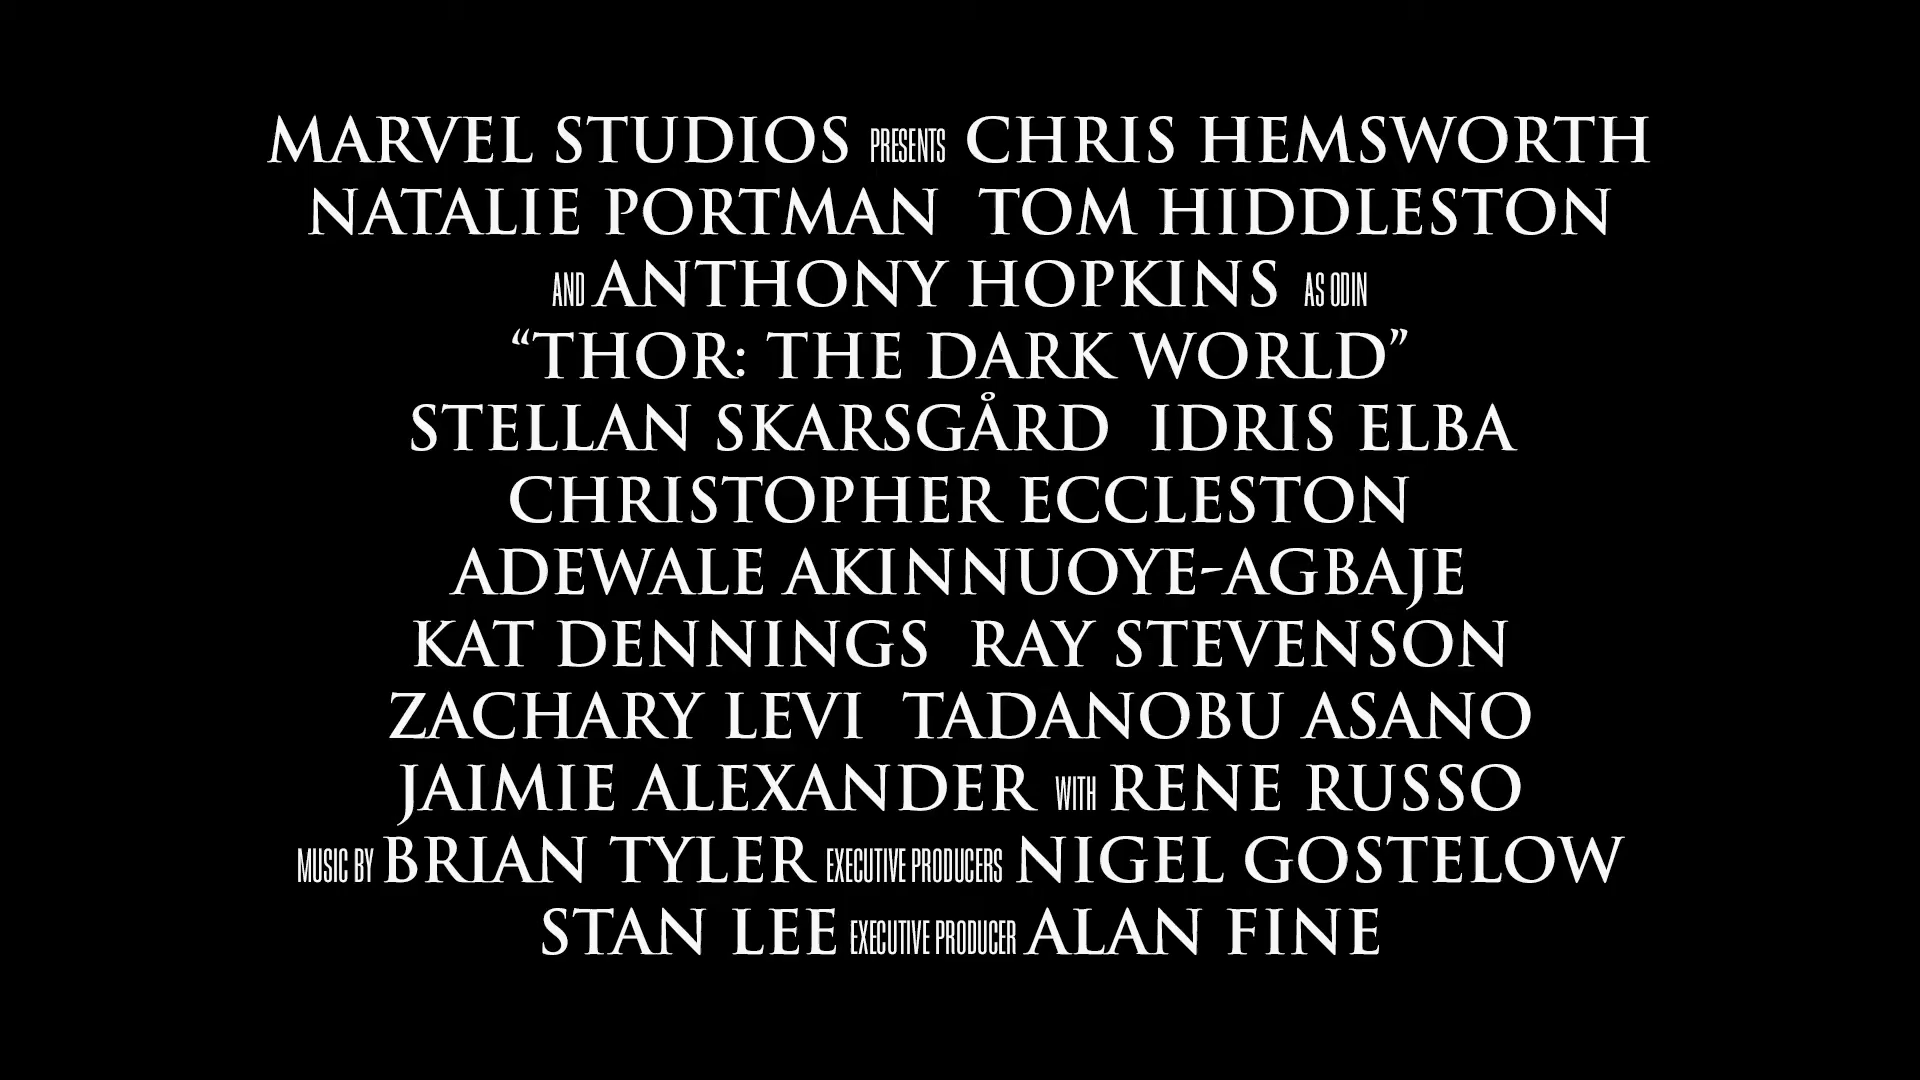 MARVEL STUDIOS PRESENTS CHRIS HEMSWORTH
NATALIE PORTMAN TOM HIDDLESTON
AND ANTHONY HOPKINS AS ODIN
“THOR: THE DARK WORLD”
STELLAN SKARSGÅRD IDRIS ELBA
CHRISTOPHER ECCLESTON
ADEWALE AKINNUOYE-AGBAJE
KAT DENNINGS RAY STEVENSON
ZACHARY LEVI TADANOBU ASANO
JAIMIE ALEXANDER WITH RENE RUSSO
MUSIC BY BRIAN TYLER EXECUTIVE PRODUCERS NIGEL GOSTELOW
STAN LEE EXECUTIVE PRODUCER ALAN FINE